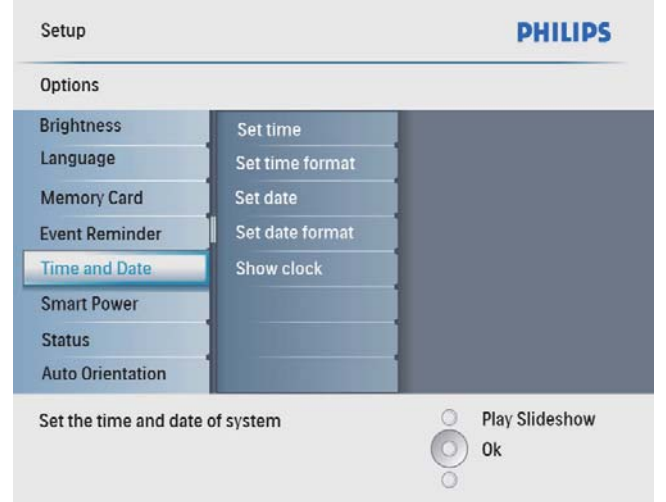 Setup
PHILIPS
Options
Brightness
Language
Memory Card
Event Reminder
Time and Date
Smart Power
Status
Auto Orientation
Set time
Set time format
Set date
Set date format
Show clock
Set the time and date of system
Play Slideshow
Ok